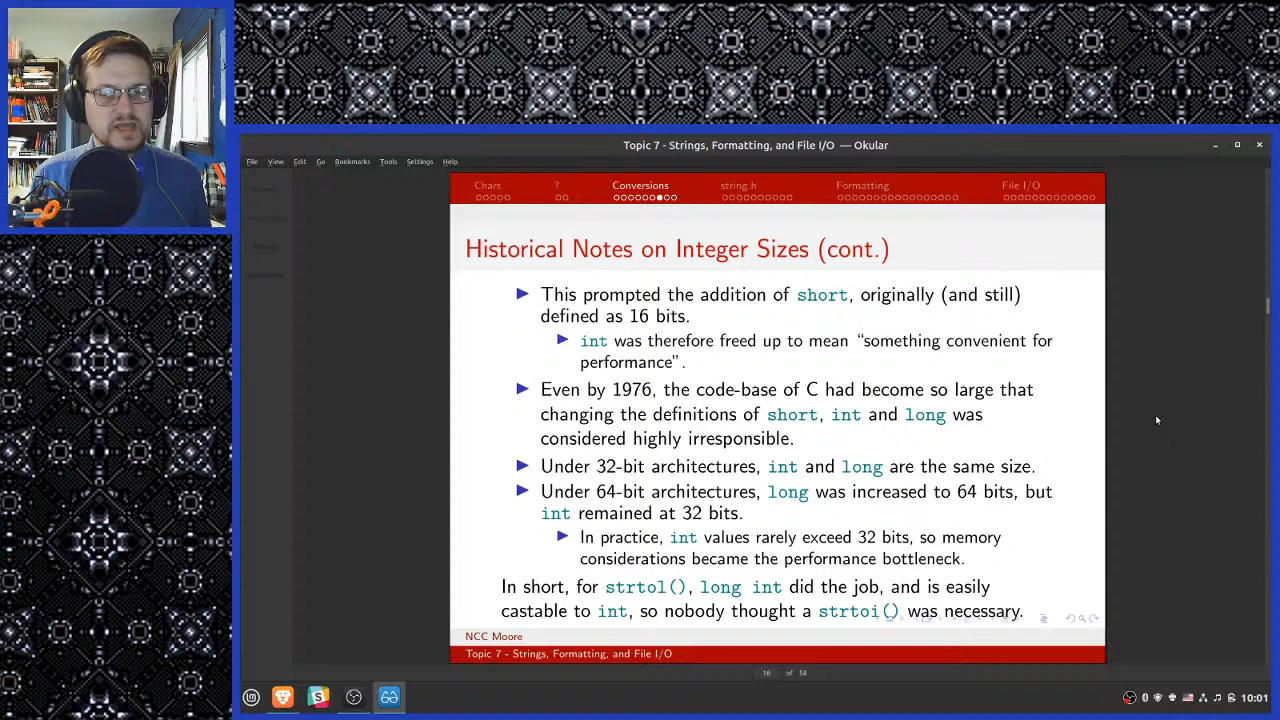 Topic 7 - Strings, Formatting, and File I/O — Okular
File View Edit Go Bookmarks Tools Settings Help
Chars ? Conversions string.h Formatting File I/O
Historical Notes on Integer Sizes (cont.)
This prompted the addition of short, originally (and still)
defined as 16 bits.
int was therefore freed up to mean “something convenient for
performance”.
Even by 1976, the code-base of C had become so large that
changing the definitions of short, int and long was
considered highly irresponsible.
Under 32-bit architectures, int and long are the same size.
Under 64-bit architectures, long was increased to 64 bits, but
int remained at 32 bits.
In practice, int values rarely exceed 32 bits, so memory
considerations became the performance bottleneck.
In short, for strtol(), long int did the job, and is easily
castable to int, so nobody thought a strtoi() was necessary.
NCC Moore
Topic 7 - Strings, Formatting, and File I/O
16 of 58
10:01